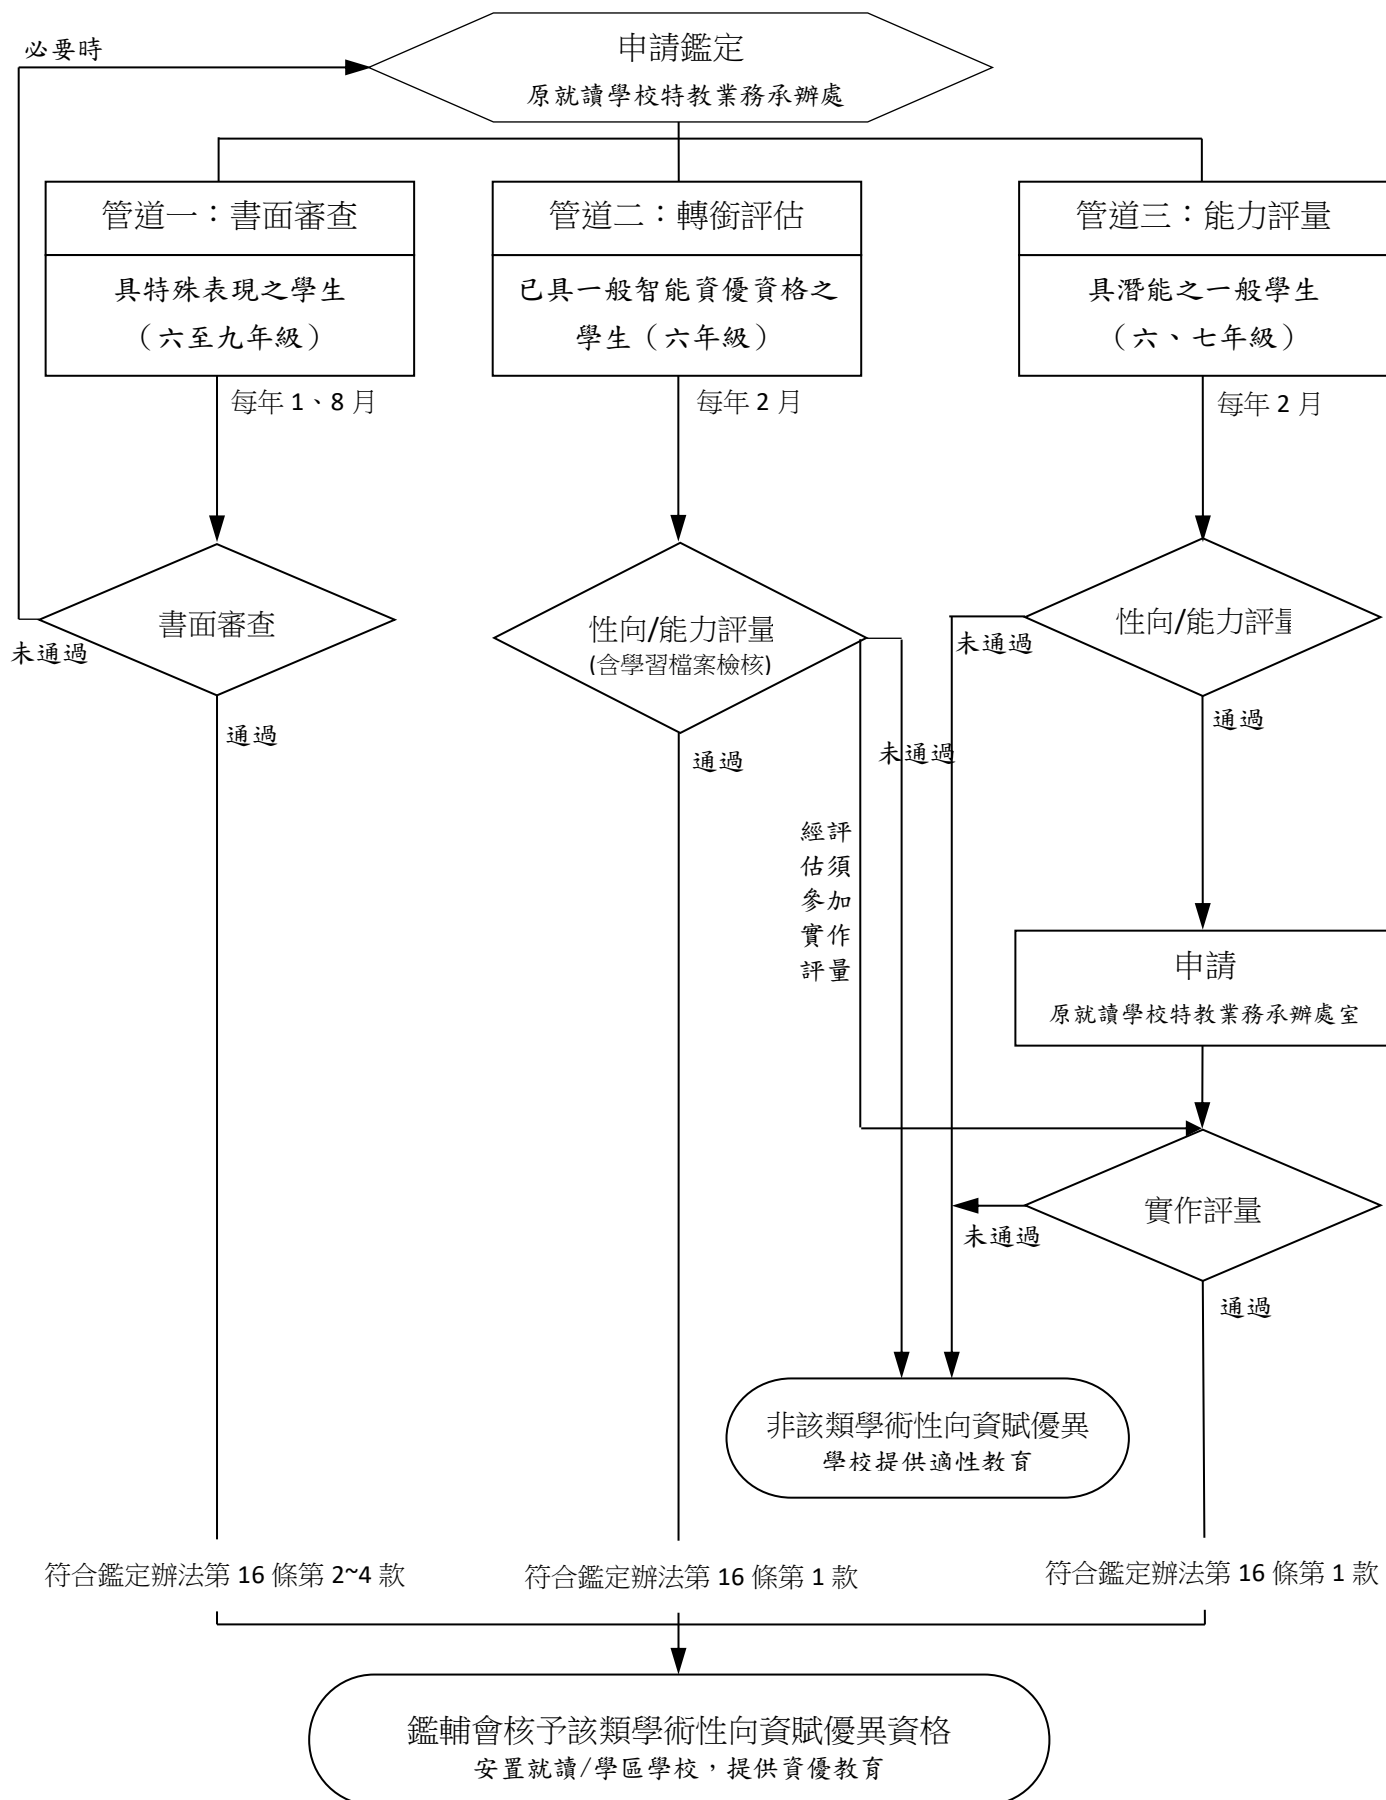 必要時
申請鑑定
原就讀學校特教業務承辦處
管道一：書面審查
具特殊表現之學生
（六至九年級）
每年 1、8 月
管道二：轉銜評估
已具一般智能資優資格之
學生（六年級）
每年 2 月
管道三：能力評量
具潛能之一般學生
（六、七年級）
每年 2 月
書面審查
未通過
通過
性向/能力評量
(含學習檔案檢核)
通過
未通過
經評
估須
參加
實作
評量
性向/能力評量
未通過
通過
申請
原就讀學校特教業務承辦處室
實作評量
未通過
通過
非該類學術性向資賦優異
學校提供適性教育
符合鑑定辦法第 16 條第 2~4 款
符合鑑定辦法第 16 條第 1 款
符合鑑定辦法第 16 條第 1 款
鑑輔會核予該類學術性向資賦優異資格
安置就讀/學區學校，提供資優教育